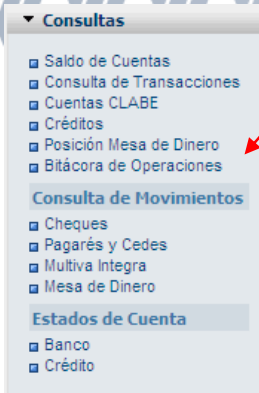 Consultas
Saldo de Cuentas
Consulta de Transacciones
Cuentas CLABE
Créditos
Posición Mesa de Dinero
Bitácora de Operaciones
Consulta de Movimientos
Cheques
Pagarés y Cedes
Multiva Integra
Mesa de Dinero
Estados de Cuenta
Banco
Crédito